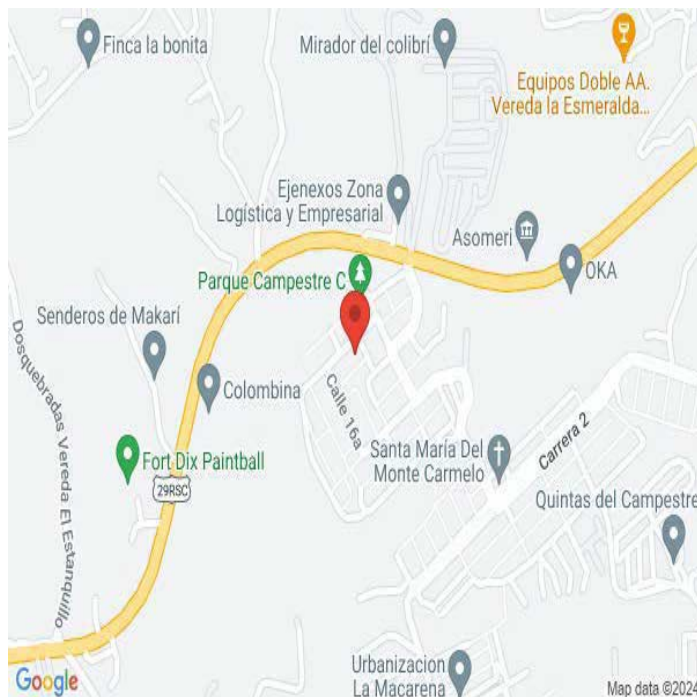 Finca la bonita
Mirador del colibrí
Equipos Doble AA.
Vereda la Esmeralda...
Ejenexos Zona
Logística y Empresarial
Asomeri
OKA
Parque Campestre C
Senderos de Makarí
Dosquebradas Vereda El Estanquillo
Colombina
Calle 16a
Fort Dix Paintball
29RSC
Santa María Del
Monte Carmelo
Carrera 2
Quintas del Campestre
Urbanizacion
La Macarena
Google
Map data ©2024